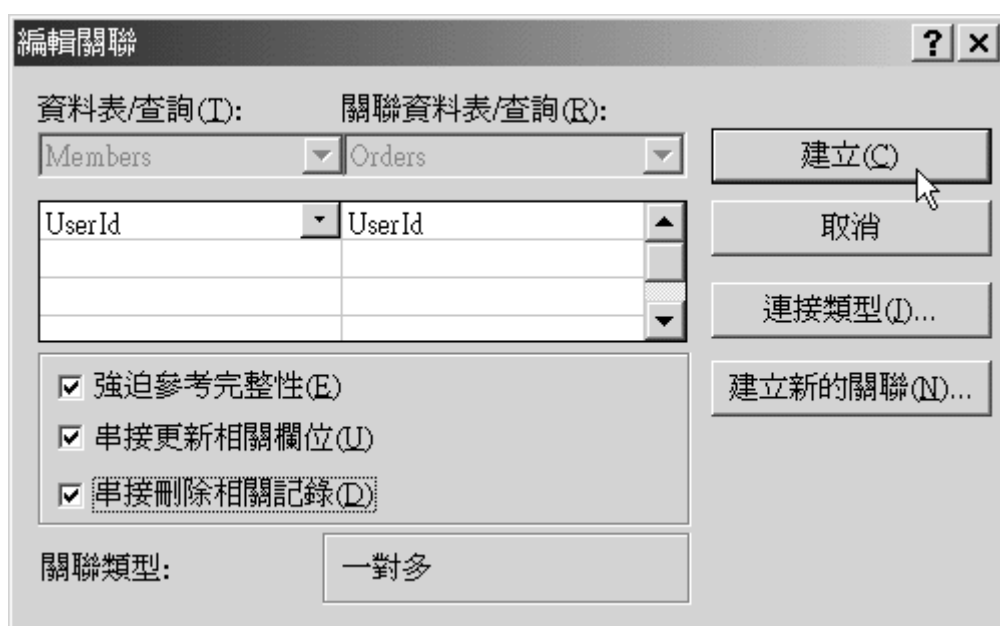 編輯關聯
資料表/查詢(T): 關聯資料表/查詢(R):
Members Orders
建立(C)
UserId UserId
取消
連接類型(J)...
強迫參考完整性(E)
建立新的關聯(N)...
串接更新相關欄位(U)
串接刪除相關記錄(D)
關聯類型: 一對多